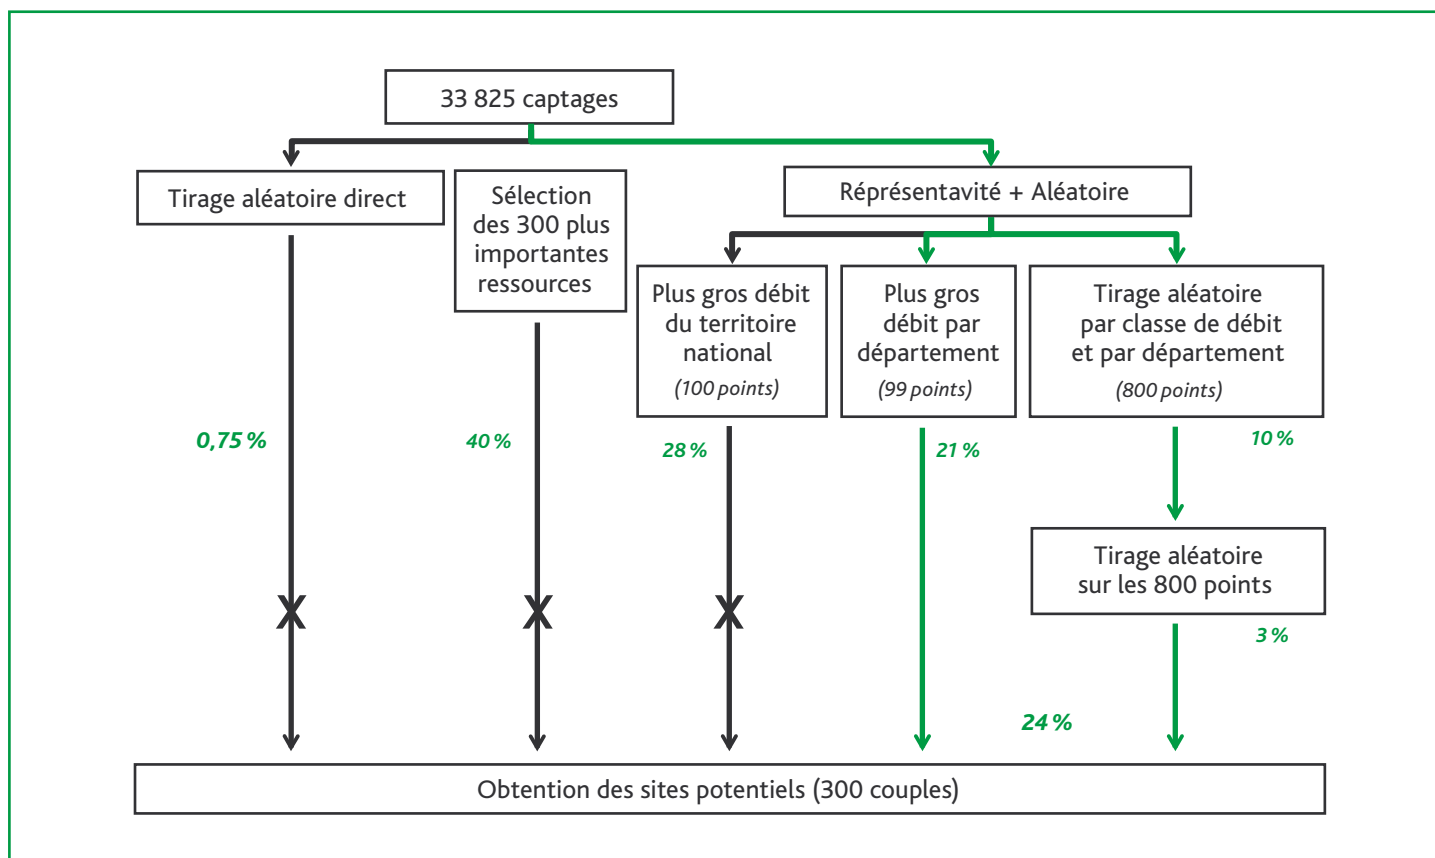 33 825 captages
Tirage aléatoire direct
Sélection
des 300 plus
importantes
ressources
Réprésentavité + Aléatoire
Plus gros débit
du territoire
national
(100 points)
Plus gros
débit par
département
(99 points)
Tirage aléatoire
par classe de débit
et par département
(800 points)
0,75 %
40 %
28 %
21 %
10 %
Tirage aléatoire
sur les 800 points
X
X
X
3 %
24 %
Obtention des sites potentiels (300 couples)